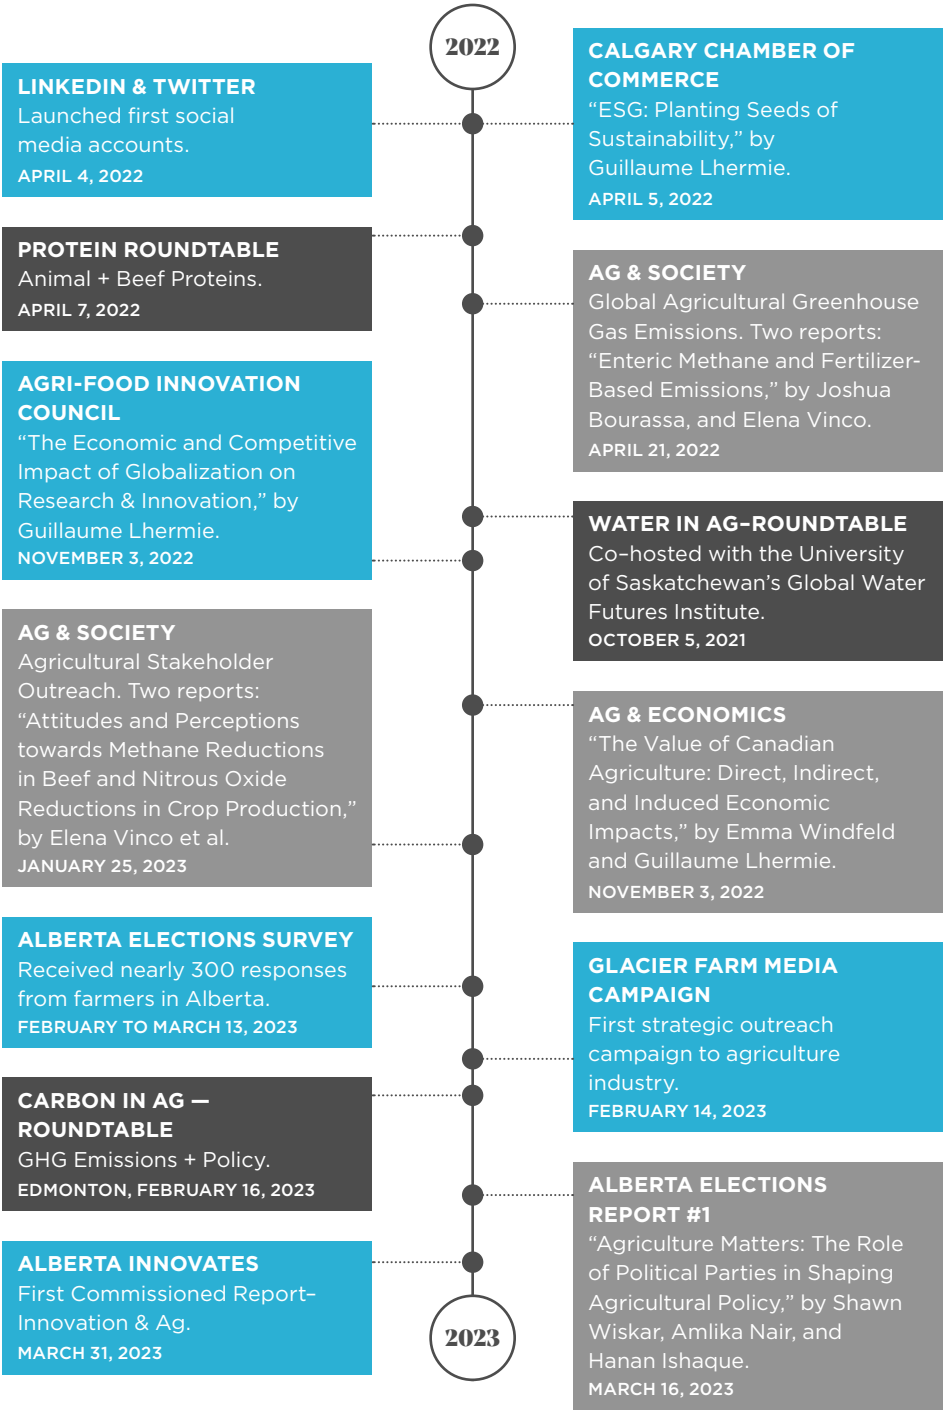 2022
LINKEDIN & TWITTER
Launched first social
media accounts.
APRIL 4, 2022
CALGARY CHAMBER OF
COMMERCE
“ESG: Planting Seeds of
Sustainability,” by
Guillaume Lhermie.
APRIL 5, 2022
PROTEIN ROUNDTABLE
Animal + Beef Proteins.
APRIL 7, 2022
AG & SOCIETY
Global Agricultural Greenhouse
Gas Emissions. Two reports:
“Enteric Methane and Fertilizer-
Based Emissions,” by Joshua
Bourassa, and Elena Vinco.
APRIL 21, 2022
AGRI-FOOD INNOVATION
COUNCIL
“The Economic and Competitive
Impact of Globalization on
Research & Innovation,” by
Guillaume Lhermie.
NOVEMBER 3, 2022
WATER IN AG–ROUNDTABLE
Co–hosted with the University
of Saskatchewan’s Global Water
Futures Institute.
OCTOBER 5, 2021
AG & SOCIETY
Agricultural Stakeholder
Outreach. Two reports:
“Attitudes and Perceptions
towards Methane Reductions
in Beef and Nitrous Oxide
Reductions in Crop Production,”
by Elena Vinco et al.
JANUARY 25, 2023
AG & ECONOMICS
“The Value of Canadian
Agriculture: Direct, Indirect,
and Induced Economic
Impacts,” by Emma Windfeld
and Guillaume Lhermie.
NOVEMBER 3, 2022
ALBERTA ELECTIONS SURVEY
Received nearly 300 responses
from farmers in Alberta.
FEBRUARY TO MARCH 13, 2023
GLACIER FARM MEDIA
CAMPAIGN
First strategic outreach
campaign to agriculture
industry.
FEBRUARY 14, 2023
CARBON IN AG —
ROUNDTABLE
GHG Emissions + Policy.
EDMONTON, FEBRUARY 16, 2023
ALBERTA ELECTIONS
REPORT #1
“Agriculture Matters: The Role
of Political Parties in Shaping
Agricultural Policy,” by Shawn
Wiskar, Amlika Nair, and
Hanan Ishaque.
MARCH 16, 2023
ALBERTA INNOVATES
First Commissioned Report–
Innovation & Ag.
MARCH 31, 2023
2023